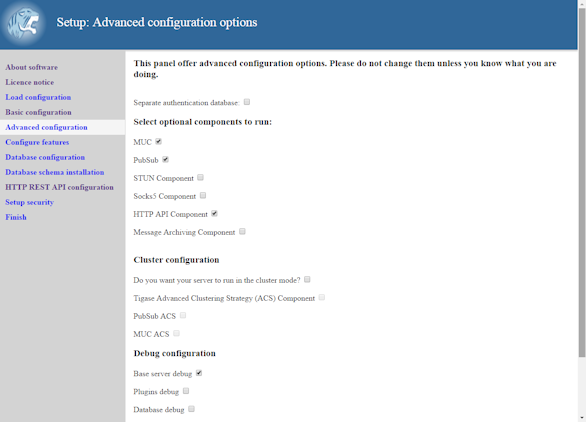 Setup: Advanced configuration options
About software
Licence notice
Load configuration
Basic configuration
Advanced configuration
Configure features
Database configuration
Database schema installation
HTTP REST API configuration
Setup security
Finish
This panel offer advanced configuration options. Please do not change them unless you know what you are
doing.
Separate authentication database:
Select optional components to run:
MUC
PubSub
STUN Component
Socks5 Component
HTTP API Component
Message Archiving Component
Cluster configuration
Do you want your server to run in the cluster mode?
Tigase Advanced Clustering Strategy (ACS) Component
PubSub ACS
MUC ACS
Debug configuration
Base server debug
Plugins debug
Database debug